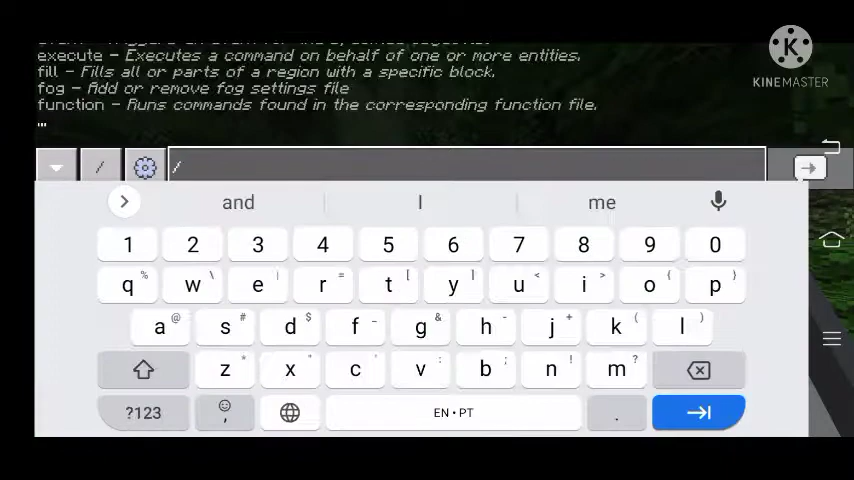 execute – Executes a command on behalf of one or more entities.
fill – Fills all or parts of a region with a specific block.
fog – Add or remove fog settings file
function – Runs commands found in the corresponding function file.
...
K
KINEMASTER
/
/
and I me
1 2 3 4 5 6 7 8 9 0
q % w \ e | r = t [ y ] u < i > o { p }
a @ s # d $ f _ g & h - j + k ( l )
z * x " c ' v : b ; n ! m ?
?123 , EN • PT .